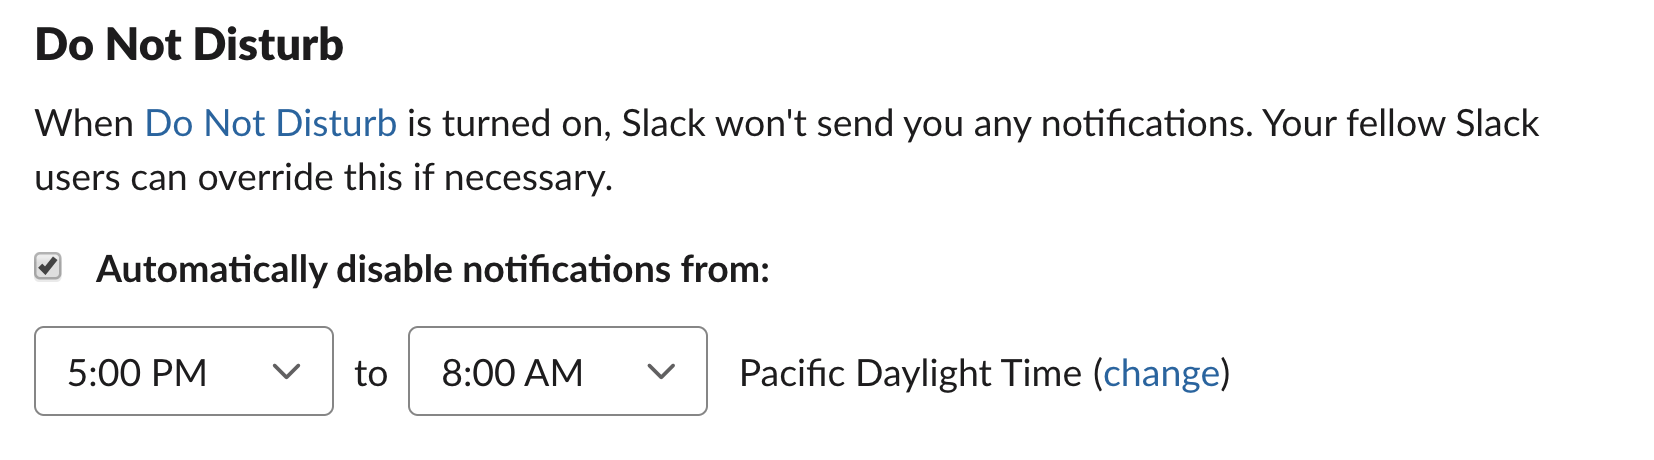 Do Not Disturb
When Do Not Disturb is turned on, Slack won't send you any notifications. Your fellow Slack
users can override this if necessary.
Automatically disable notifications from:
5:00 PM to 8:00 AM Pacific Daylight Time (change)